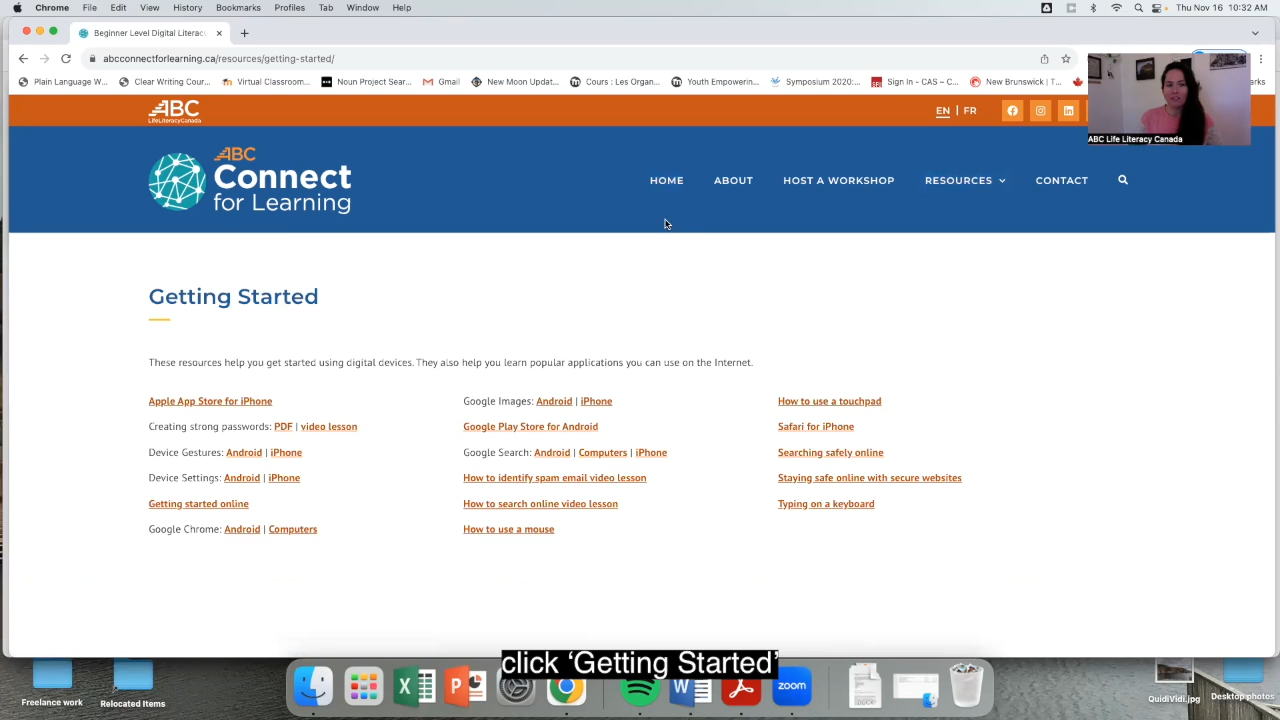 Chrome File Edit View History Bookmarks Profiles Tab Window Help Thu Nov 16 10:32 AM
Beginner Level Digital Literac
abcconnectforlearning.ca/resources/getting-started/
Plain Language W... Clear Writing Cour... Virtual Classroom... Noun Project Sear... Gmail New Moon Updat... Cours : Les Organ... Youth Empowerin... Symposium 2020:... Sign In - CAS – C... New Brunswick | T...
ABC
LifeLiteracyCanada
EN | FR
ABC Life Literacy Canada
ABC
Connect
for Learning
HOME ABOUT HOST A WORKSHOP RESOURCES CONTACT
Getting Started
These resources help you get started using digital devices. They also help you learn popular applications you can use on the Internet.
Apple App Store for iPhone
Creating strong passwords: PDF | video lesson
Device Gestures: Android | iPhone
Device Settings: Android | iPhone
Getting started online
Google Chrome: Android | Computers
Google Images: Android | iPhone
Google Play Store for Android
Google Search: Android | Computers | iPhone
How to identify spam email video lesson
How to search online video lesson
How to use a mouse
How to use a touchpad
Safari for iPhone
Searching safely online
Staying safe online with secure websites
Typing on a keyboard
click ‘Getting Started’
zoom
Freelance work
Relocated Items
QuidiVidi.jpg
Desktop photos